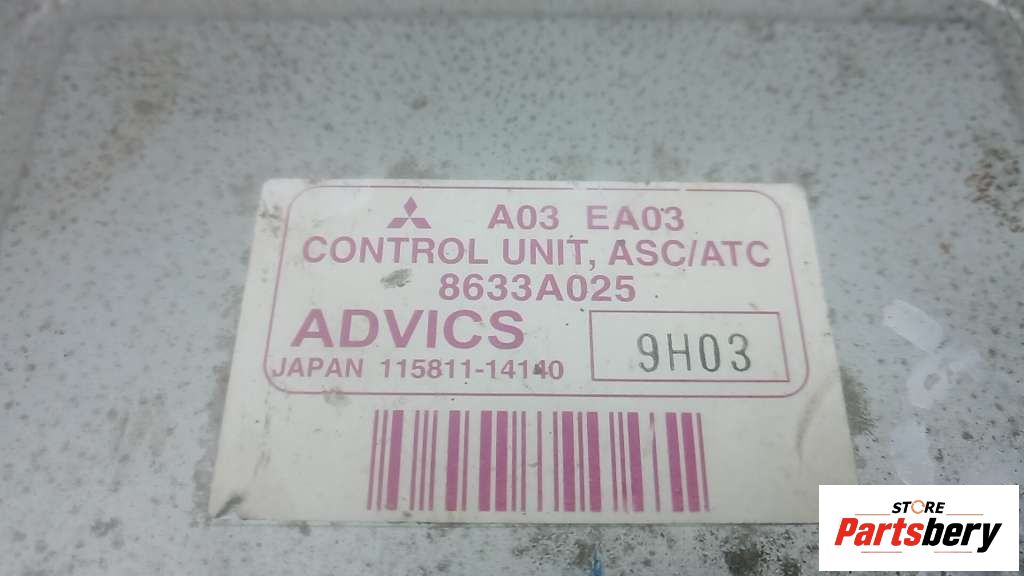 A03 EA03
CONTROL UNIT, ASC/ATC
8633A025
ADVICS
9H03
JAPAN 115811-14140
STORE
Partsbery